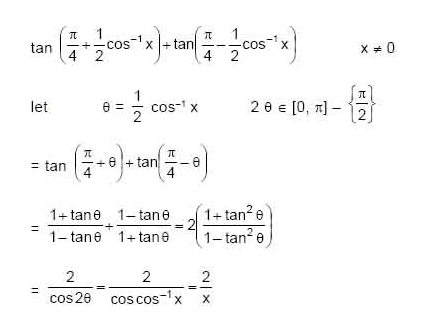 tan (π/4 + 1/2 cos⁻¹ x) + tan(π/4 − 1/2 cos⁻¹ x) x ≠ 0
let θ = 1/2 cos⁻¹ x 2 θ ∈ [0, π] − {π/2}
= tan (π/4 + θ) + tan(π/4 − θ)
= (1 + tan θ)/(1 − tan θ) + (1 − tan θ)/(1 + tan θ) = 2((1 + tan² θ)/(1 − tan² θ))
= 2/(cos 2θ) = 2/(cos cos⁻¹ x) = 2/x